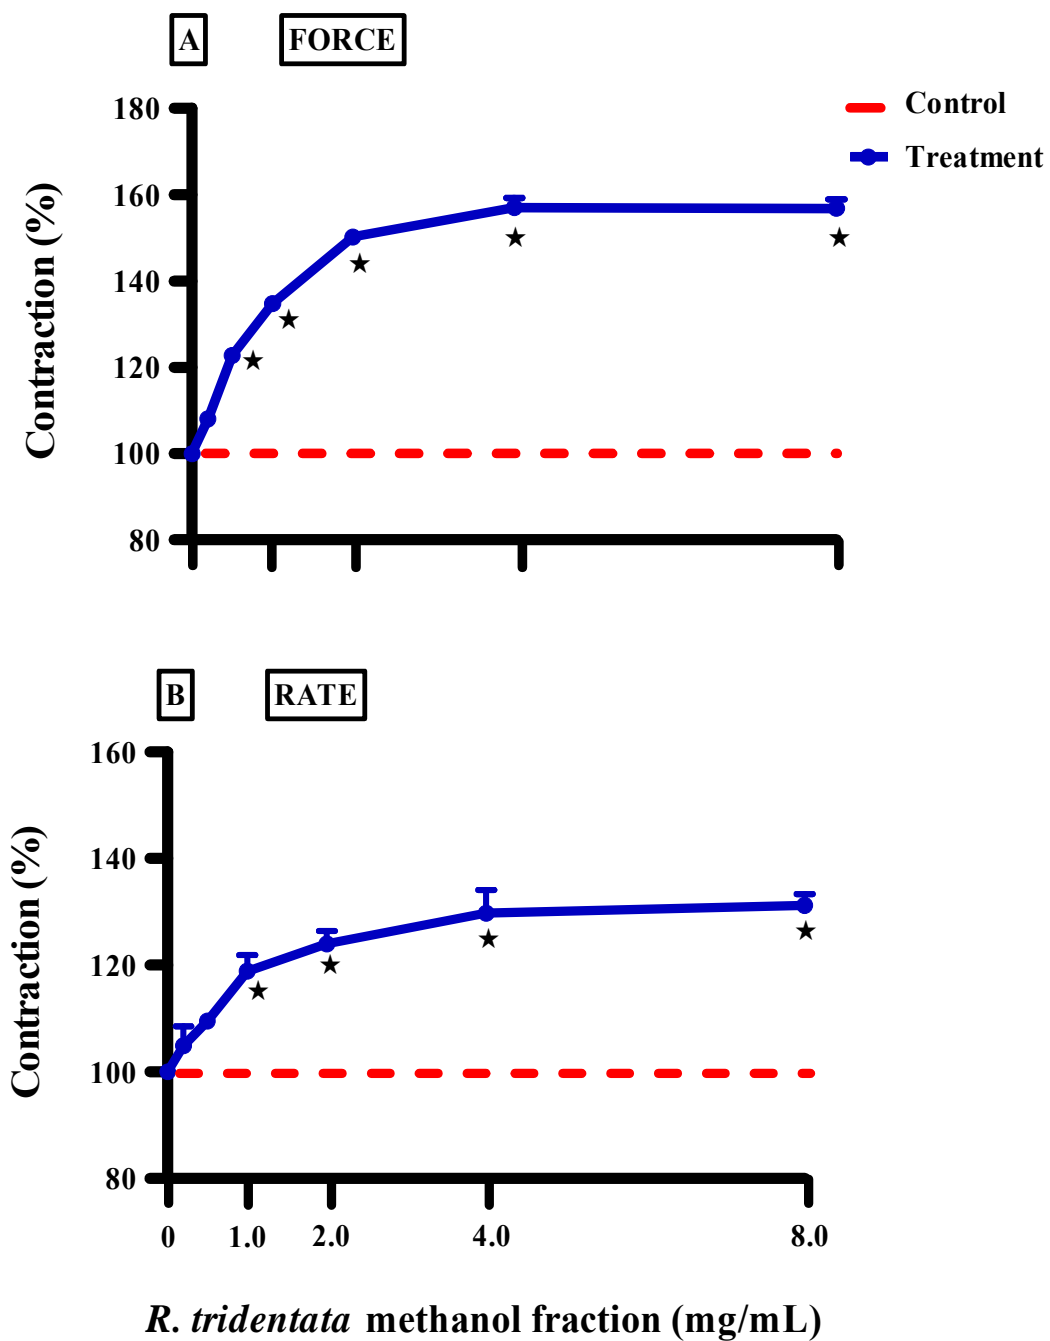 A FORCE
Control
Treatment
Contraction (%)
180
160
140
120
100
80
B RATE
Contraction (%)
160
140
120
100
80
0 1.0 2.0 4.0 8.0
R. tridentata methanol fraction (mg/mL)